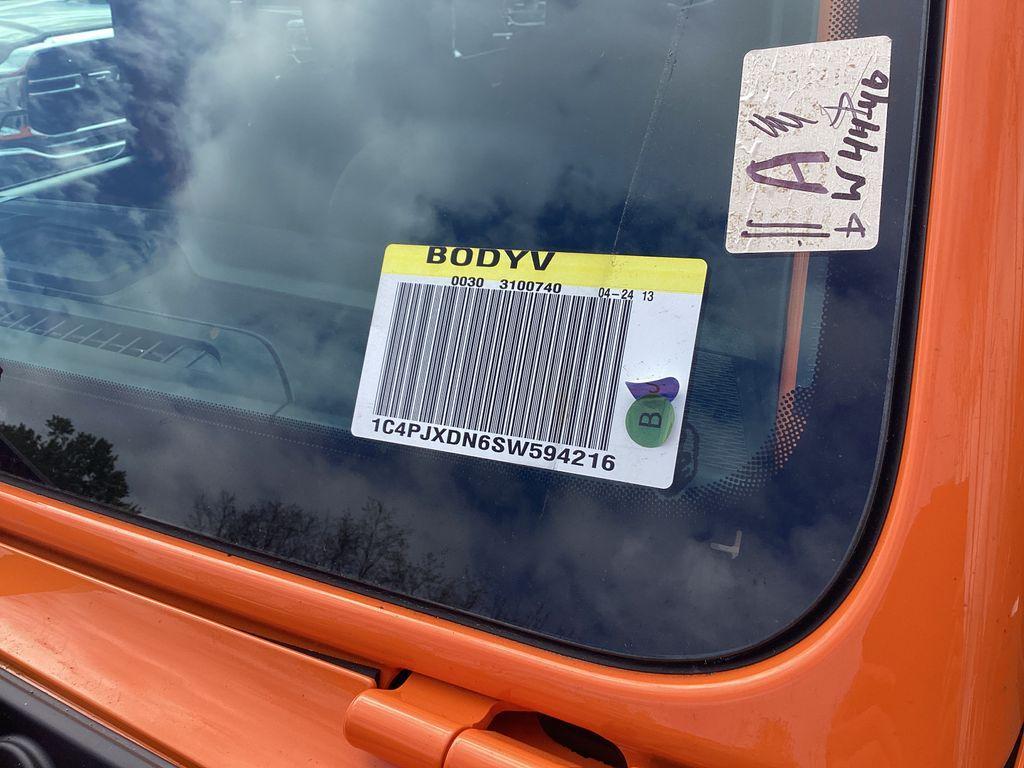 BODYV
0030 3100740 04-24 13
1C4PJXDN6SW594216
B
A